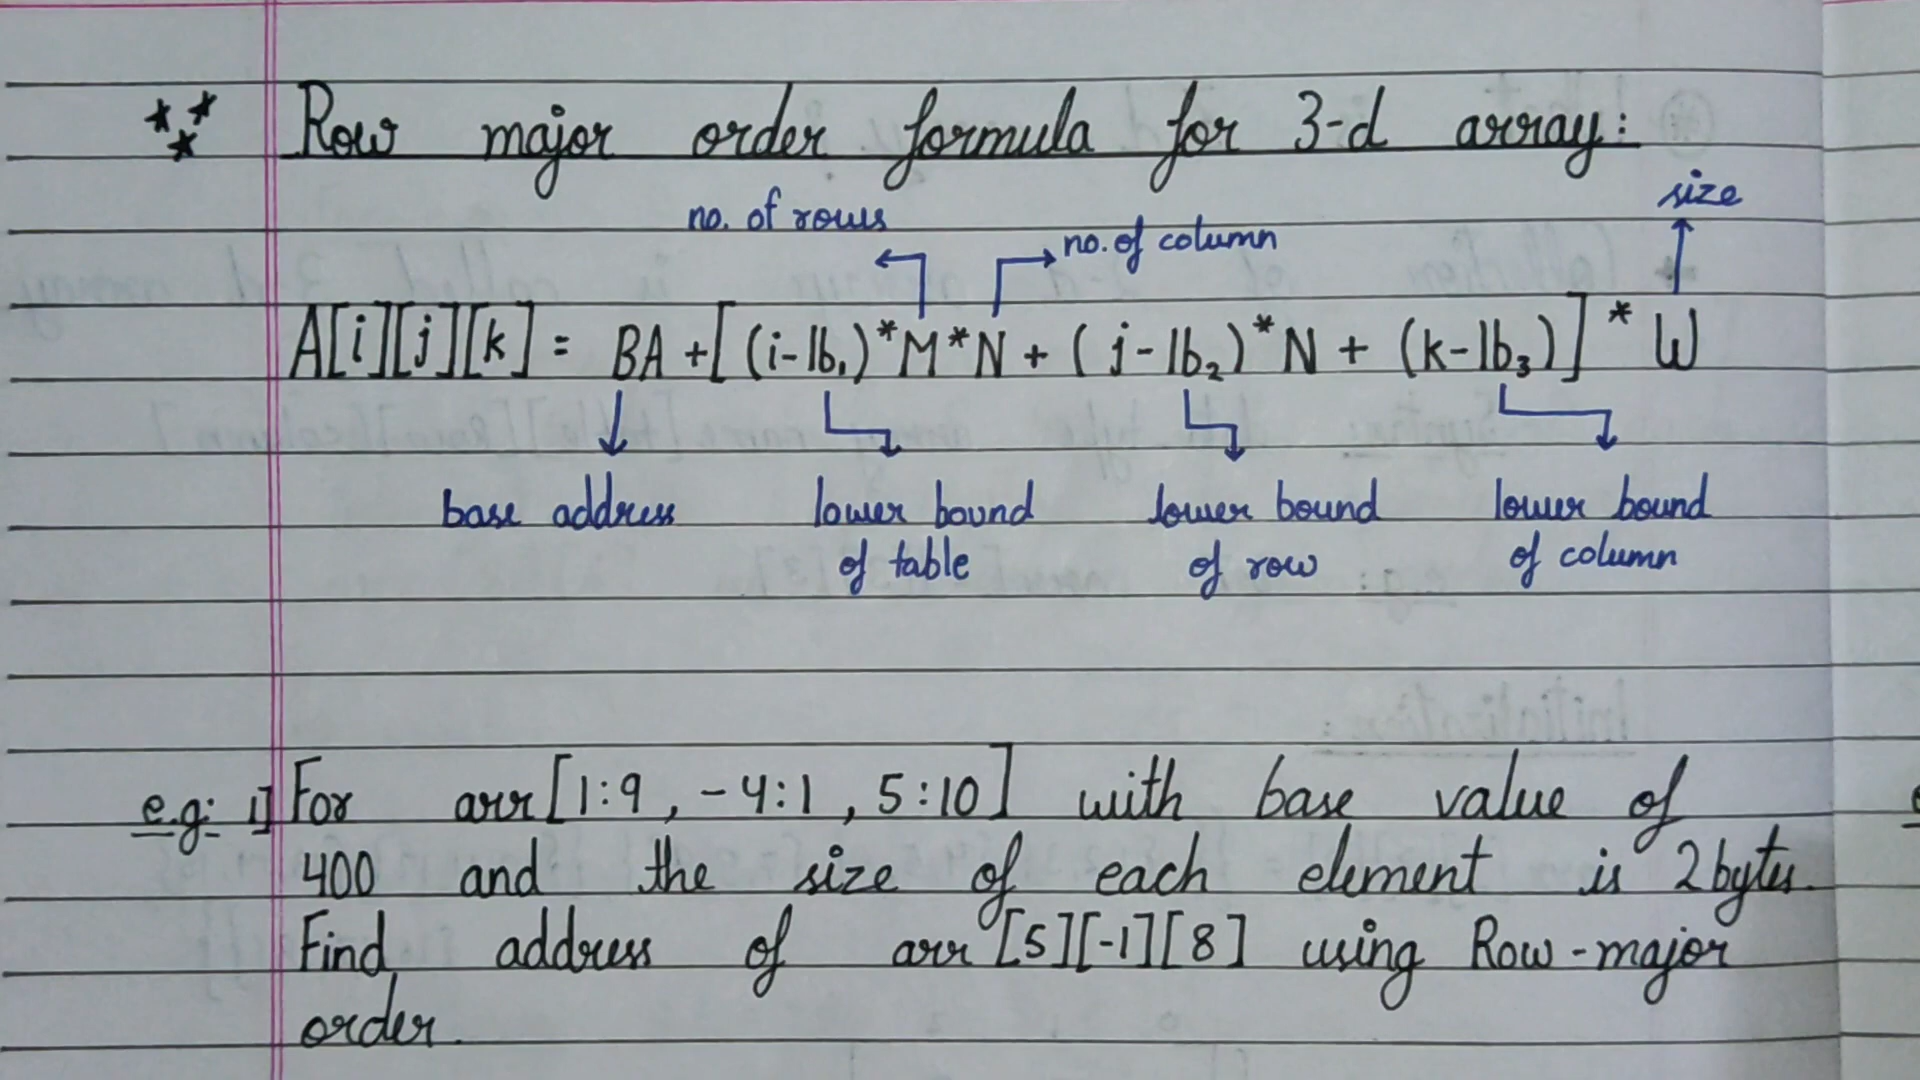 Row major order formula for 3-d array:
size
no. of rows
no. of column
A[i][j][k] = BA + [ (i-lb₁) * M * N + ( j-lb₂) * N + (k-lb₃) ] * W
base address lower bound lower bound lower bound
of table of row of column
e.g: 1] For arr [1:9 , -4:1 , 5:10] with base value of
400 and the size of each element is 2 bytes.
Find address of arr [5][-1][8] using Row-major
order.